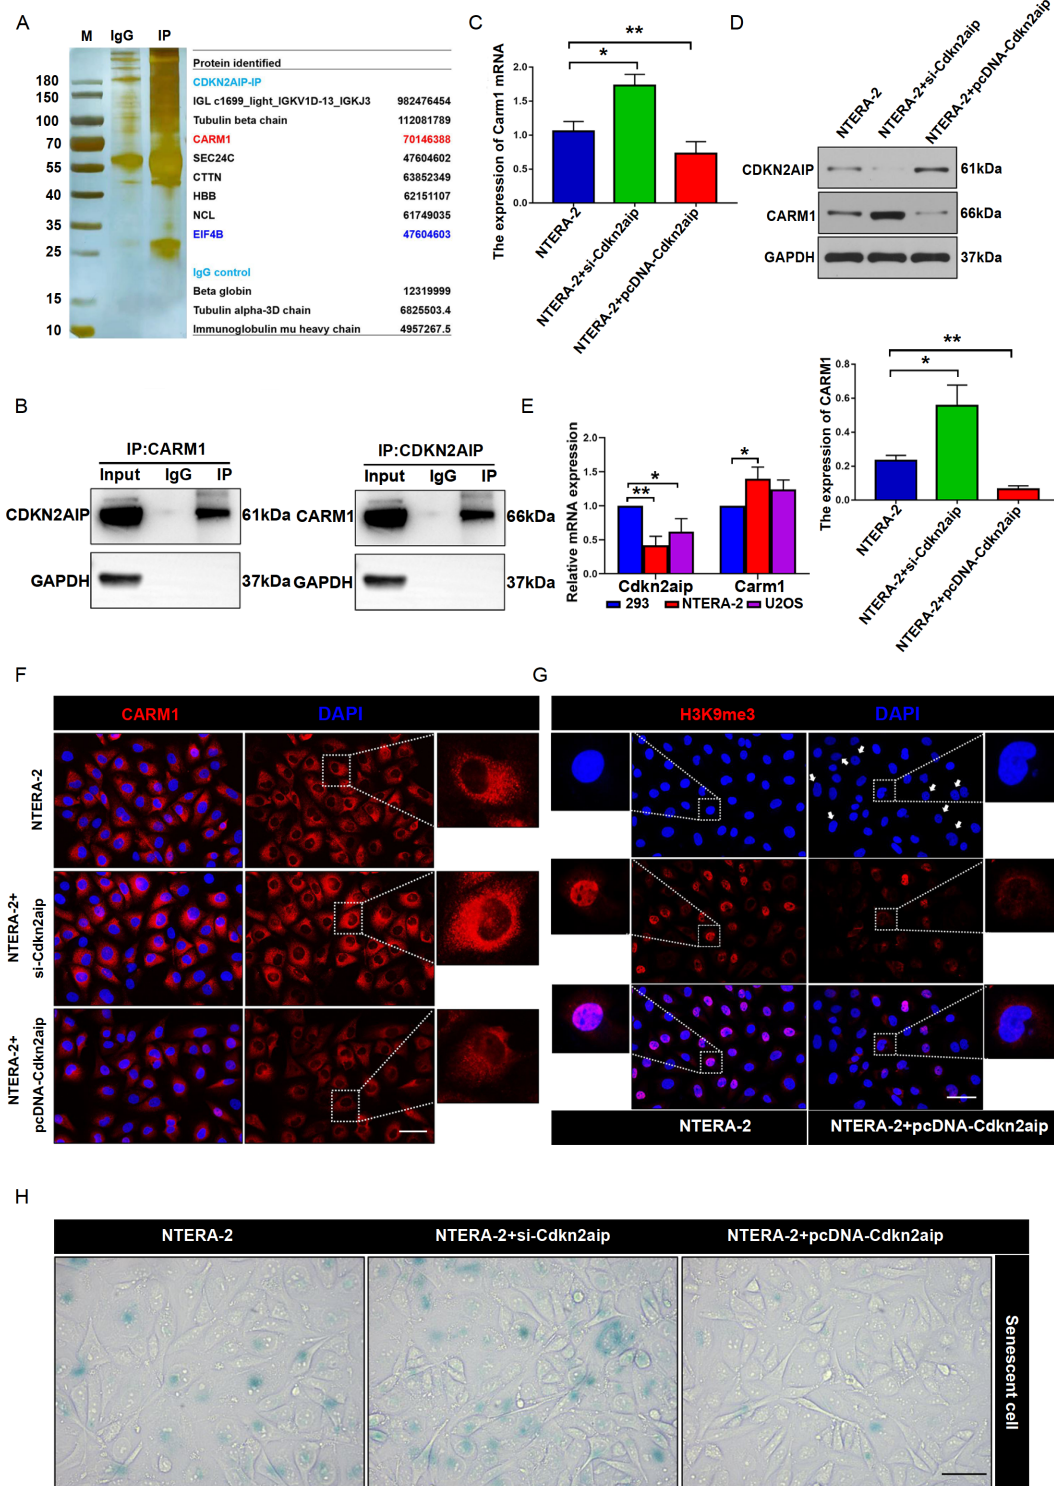 A
M IgG IP
180
150
100
70
55
40
35
25
15
10
Protein identified
CDKN2AIP-IP
IGL c1699_light_IGKV1D-13_IGKJ3 982476454
Tubulin beta chain 112081789
CARM1 70146388
SEC24C 47604602
CTTN 63852349
HBB 62151107
NCL 61749035
EIF4B 47604603
IgG control
Beta globin 12319999
Tubulin alpha-3D chain 6825503.4
Immunoglobulin mu heavy chain 4957267.5
C
The expression of Carm1 mRNA
2.0
1.5
1.0
0.5
0.0
**
*
NTERA-2
NTERA-2+si-Cdkn2aip
NTERA-2+pcDNA-Cdkn2aip
D
NTERA-2
NTERA-2+si-Cdkn2aip
NTERA-2+pcDNA-Cdkn2aip
CDKN2AIP 61kDa
CARM1 66kDa
GAPDH 37kDa
The expression of CARM1
0.8
0.6
0.4
0.2
0.0
**
*
NTERA-2
NTERA-2+si-Cdkn2aip
NTERA-2+pcDNA-Cdkn2aip
B
IP:CARM1
Input IgG IP
CDKN2AIP 61kDa
GAPDH 37kDa
IP:CDKN2AIP
Input IgG IP
CARM1 66kDa
GAPDH 37kDa
E
Relative mRNA expression
2.0
1.5
1.0
0.5
0.0
*
**
*
Cdkn2aip Carm1
293 NTERA-2 U2OS
F
CARM1 DAPI
NTERA-2
NTERA-2+
si-Cdkn2aip
NTERA-2+
pcDNA-Cdkn2aip
G
H3K9me3 DAPI
NTERA-2 NTERA-2+pcDNA-Cdkn2aip
H
NTERA-2 NTERA-2+si-Cdkn2aip NTERA-2+pcDNA-Cdkn2aip
Senescent cell